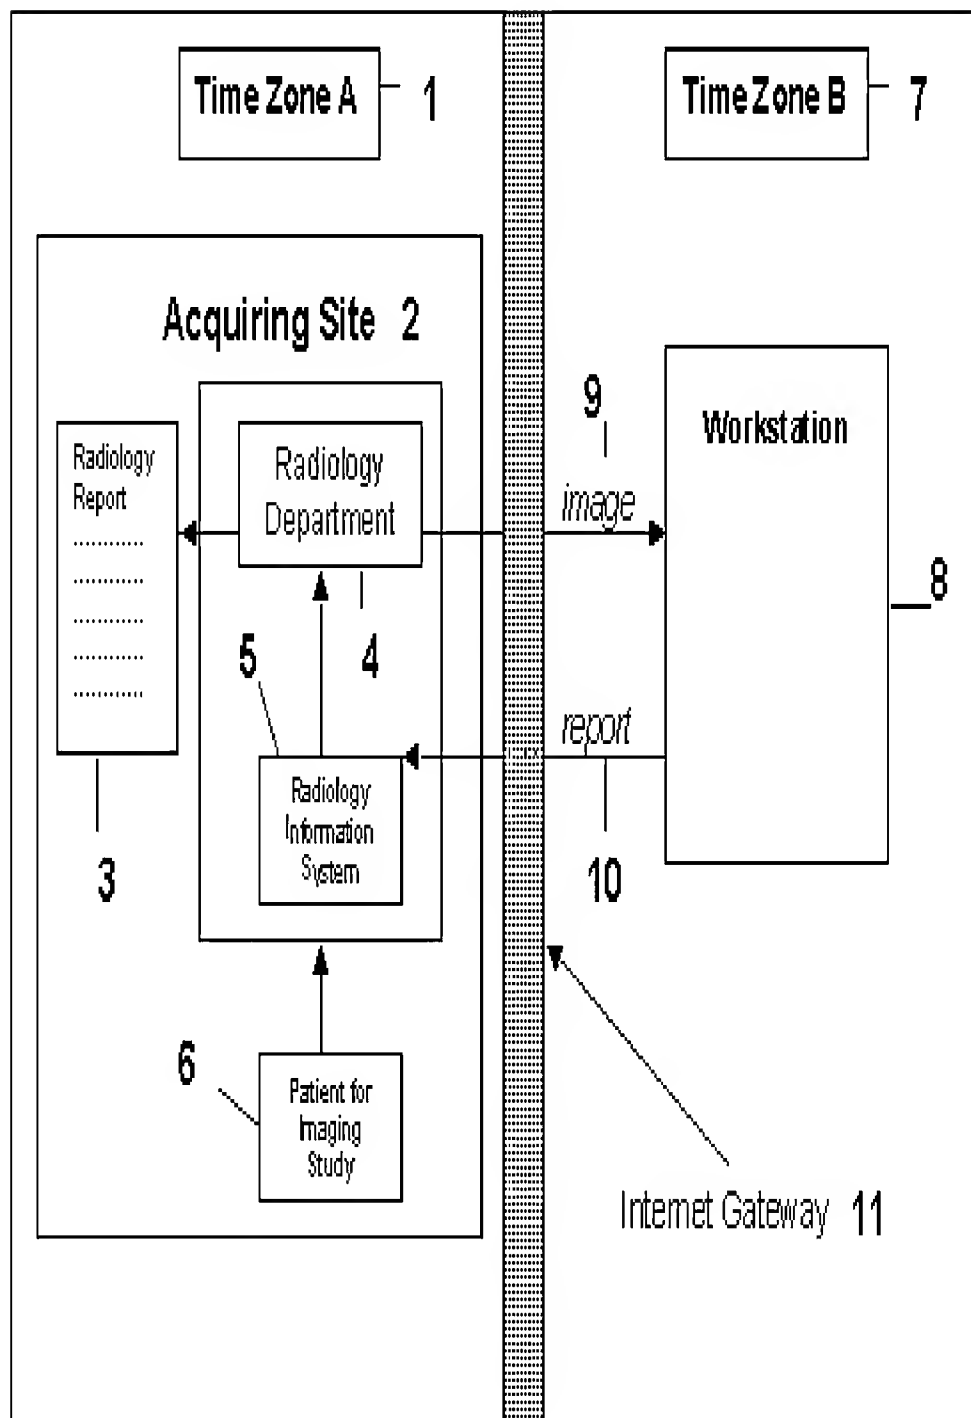 Time Zone A 1
Time Zone B 7
Acquiring Site 2
Radiology
Report
...........
...........
...........
...........
...........
3
Radiology
Department
4
5
Radiology
Information
System
6
Patient for
Imaging
Study
9
image
report
10
Workstation
8
Internet Gateway 11